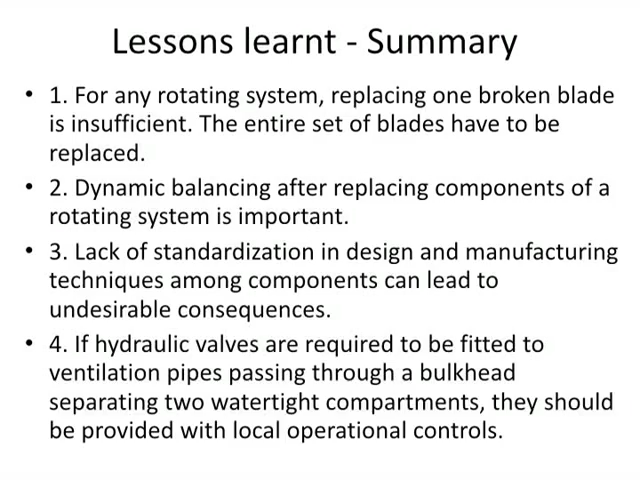 Lessons learnt - Summary
• 1. For any rotating system, replacing one broken blade
is insufficient. The entire set of blades have to be
replaced.
• 2. Dynamic balancing after replacing components of a
rotating system is important.
• 3. Lack of standardization in design and manufacturing
techniques among components can lead to
undesirable consequences.
• 4. If hydraulic valves are required to be fitted to
ventilation pipes passing through a bulkhead
separating two watertight compartments, they should
be provided with local operational controls.